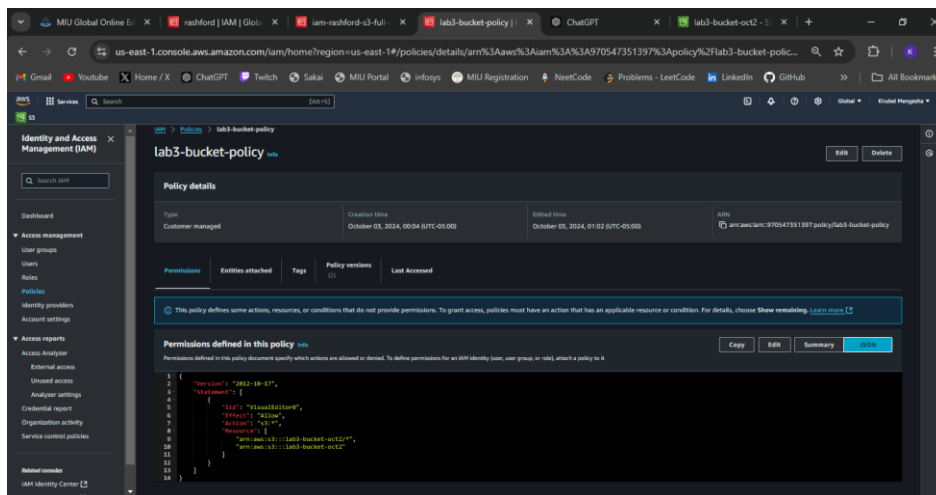 MIU Global Online Ed
rashford | IAM | Glob
iam-rashford-s3-full-
lab3-bucket-policy |
ChatGPT
lab3-bucket-oct2 - S3
us-east-1.console.aws.amazon.com/iam/home?region=us-east-1#/policies/details/arn%3Aaws%3Aiam%3A%3A970547351397%3Apolicy%2Flab3-bucket-polic...
Gmail
Youtube
Home / X
ChatGPT
Twitch
Sakai
MIU Portal
infosys
MIU Registration
NeetCode
Problems - LeetCode
LinkedIn
GitHub
All Bookmark
aws
Services
Search
[Alt+S]
Global
Kirubel Mengesha
S3
Identity and Access Management (IAM)
Search IAM
Dashboard
Access management
User groups
Users
Roles
Policies
Identity providers
Account settings
Access reports
Access Analyzer
External access
Unused access
Analyzer settings
Credential report
Organization activity
Service control policies
Related consoles
IAM Identity Center
IAM > Policies > lab3-bucket-policy
lab3-bucket-policy Info
Edit
Delete
Policy details
Type
Customer managed
Creation time
October 03, 2024, 00:04 (UTC-05:00)
Edited time
October 03, 2024, 01:02 (UTC-05:00)
ARN
arn:aws:iam::970547351397:policy/lab3-bucket-policy
Permissions
Entities attached
Tags
Policy versions (2)
Last Accessed
This policy defines some actions, resources, or conditions that do not provide permissions. To grant access, policies must have an action that has an applicable resource or condition. For details, choose Show remaining. Learn more
Permissions defined in this policy Info
Copy
Edit
Summary
JSON
Permissions defined in this policy document specify which actions are allowed or denied. To define permissions for an IAM identity (user, user group, or role), attach a policy to it
1 {
2 "Version": "2012-10-17",
3 "Statement": [
4 {
5 "Sid": "VisualEditor0",
6 "Effect": "Allow",
7 "Action": "s3:*",
8 "Resource": [
9 "arn:aws:s3:::lab3-bucket-oct2/*",
10 "arn:aws:s3:::lab3-bucket-oct2"
11 ]
12 }
13 ]
14 }